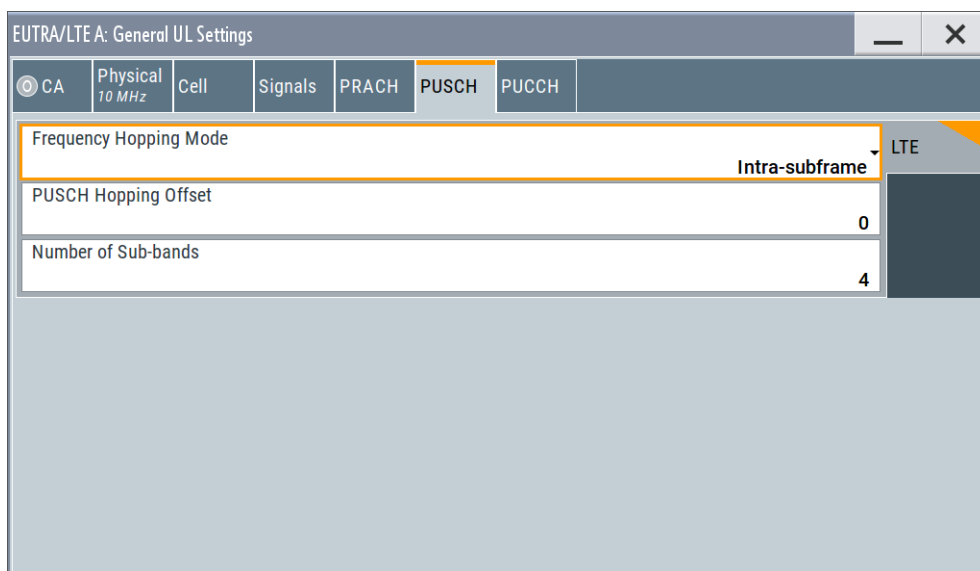 EUTRA/LTE A: General UL Settings
CA
Physical
10 MHz
Cell
Signals
PRACH
PUSCH
PUCCH
Frequency Hopping Mode
Intra-subframe
LTE
PUSCH Hopping Offset
0
Number of Sub-bands
4